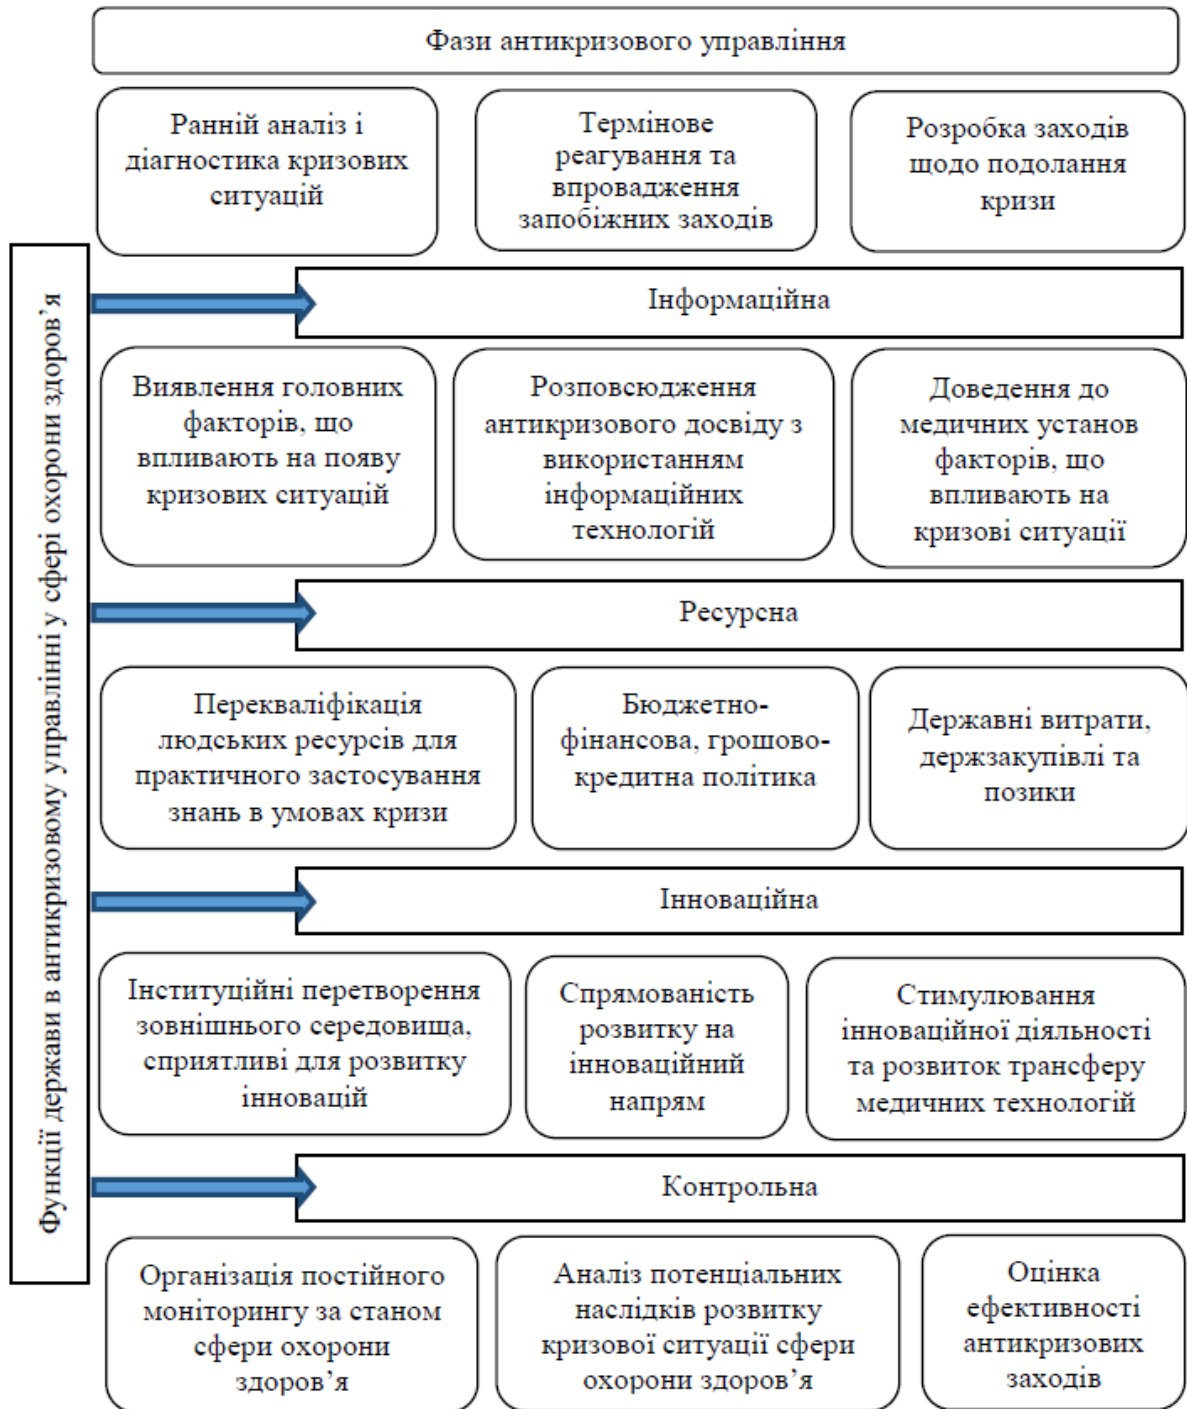 Фази антикризового управління
Ранній аналіз і
діагностика кризових
ситуацій
Термінове
реагування та
впровадження
запобіжних заходів
Розробка заходів
щодо подолання
кризи
Функції держави в антикризовому управлінні у сфері охорони здоров’я
Інформаційна
Виявлення головних
факторів, що
впливають на появу
кризових ситуацій
Розповсюдження
антикризового досвіду з
використанням
інформаційних
технологій
Доведення до
медичних установ
факторів, що
впливають на
кризові ситуації
Ресурсна
Перекваліфікація
людських ресурсів для
практичного застосування
знань в умовах кризи
Бюджетно-
фінансова, грошово-
кредитна політика
Державні витрати,
держзакупівлі та
позики
Інноваційна
Інституційні перетворення
зовнішнього середовища,
сприятливі для розвитку
інновацій
Спрямованість
розвитку на
інноваційний
напрям
Стимулювання
інноваційної діяльності
та розвиток трансферу
медичних технологій
Контрольна
Організація постійного
моніторингу за станом
сфери охорони
здоров’я
Аналіз потенціальних
наслідків розвитку
кризової ситуації сфери
охорони здоров’я
Оцінка
ефективності
антикризових
заходів